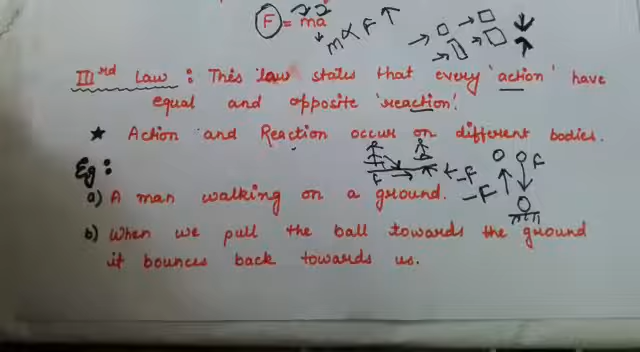 F = ma
m ∝ F
IIIrd Law : This law states that every 'action' have
equal and opposite 'reaction'.
★ Action and Reaction occur on different bodies.
Eg :
F -F -F F
a) A man walking on a ground.
b) When we pull the ball towards the ground
it bounces back towards us.